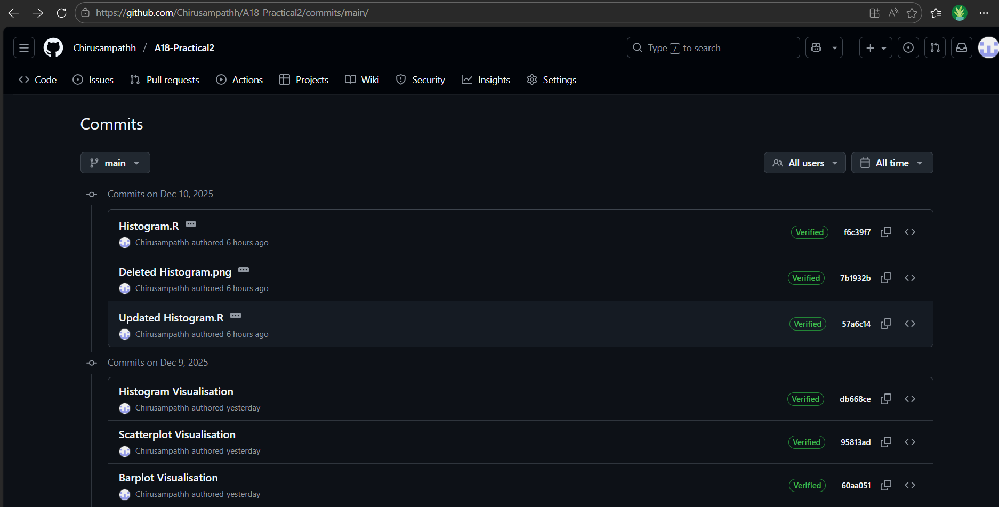 https://github.com/Chirusampathh/A18-Practical2/commits/main/
Chirusampathh / A18-Practical2
Type / to search
Code Issues Pull requests Actions Projects Wiki Security Insights Settings
Commits
main All users All time
Commits on Dec 10, 2025
Histogram.R
Chirusampathh authored 6 hours ago
Verified f6c39f7
Deleted Histogram.png
Chirusampathh authored 6 hours ago
Verified 7b1932b
Updated Histogram.R
Chirusampathh authored 6 hours ago
Verified 57a6c14
Commits on Dec 9, 2025
Histogram Visualisation
Chirusampathh authored yesterday
Verified db668ce
Scatterplot Visualisation
Chirusampathh authored yesterday
Verified 95813ad
Barplot Visualisation
Chirusampathh authored yesterday
Verified 60aa051